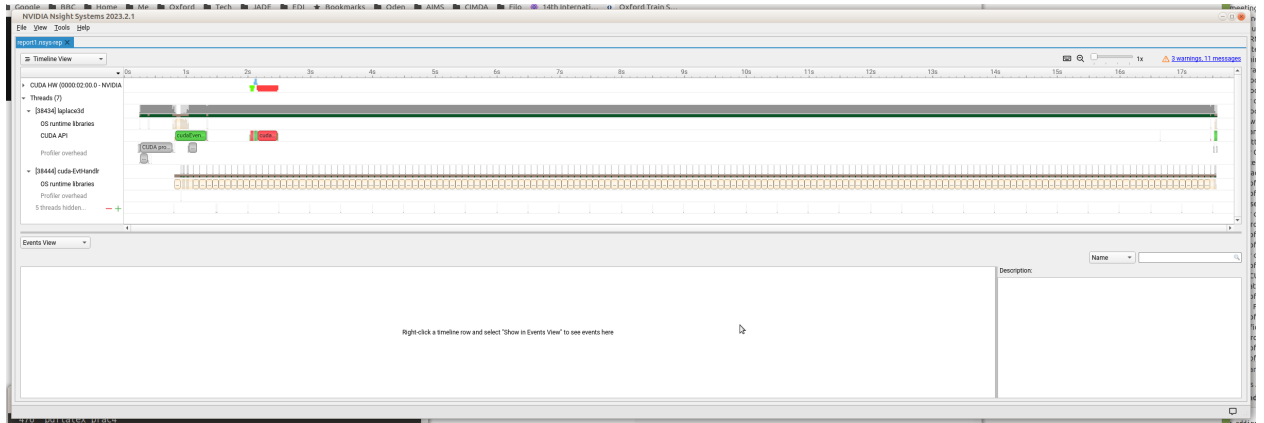 Google BBC Home Me Oxford Tech JADE EDI Bookmarks Oden AIMS CIMDA Filo 14th Internati... Oxford Train S...
NVIDIA Nsight Systems 2023.2.1
File View Tools Help
report1.nsys-rep
Timeline View
1x
3 warnings, 11 messages
0s 1s 2s 3s 4s 5s 6s 7s 8s 9s 10s 11s 12s 13s 14s 15s 16s 17s
CUDA HW (0000:02:00.0 - NVIDIA
Threads (7)
[38434] laplace3d
OS runtime libraries
CUDA API
cudaEven...
cuda...
Profiler overhead
CUDA pro...
[38444] cuda-EvtHandlr
OS runtime libraries
Profiler overhead
5 threads hidden...
Events View
Name
Description:
Right-click a timeline row and select "Show in Events View" to see events here